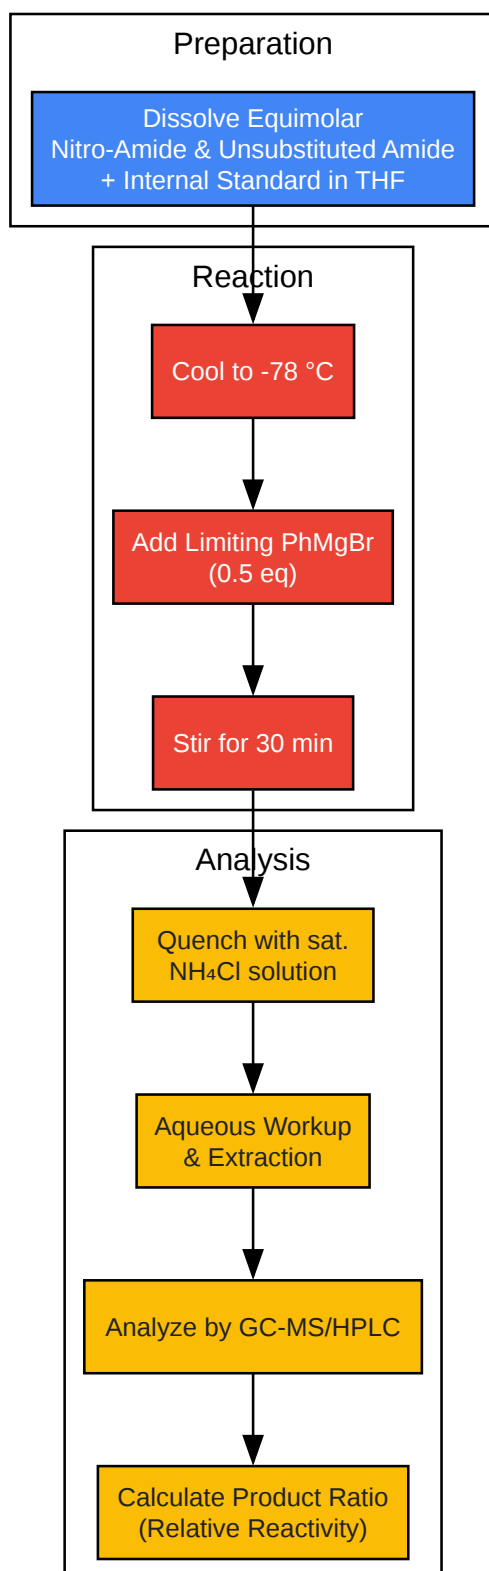 Preparation
Dissolve Equimolar
Nitro-Amide & Unsubstituted Amide
+ Internal Standard in THF
Reaction
Cool to -78 °C
Add Limiting PhMgBr
(0.5 eq)
Stir for 30 min
Analysis
Quench with sat.
NH₄Cl solution
Aqueous Workup
& Extraction
Analyze by GC-MS/HPLC
Calculate Product Ratio
(Relative Reactivity)